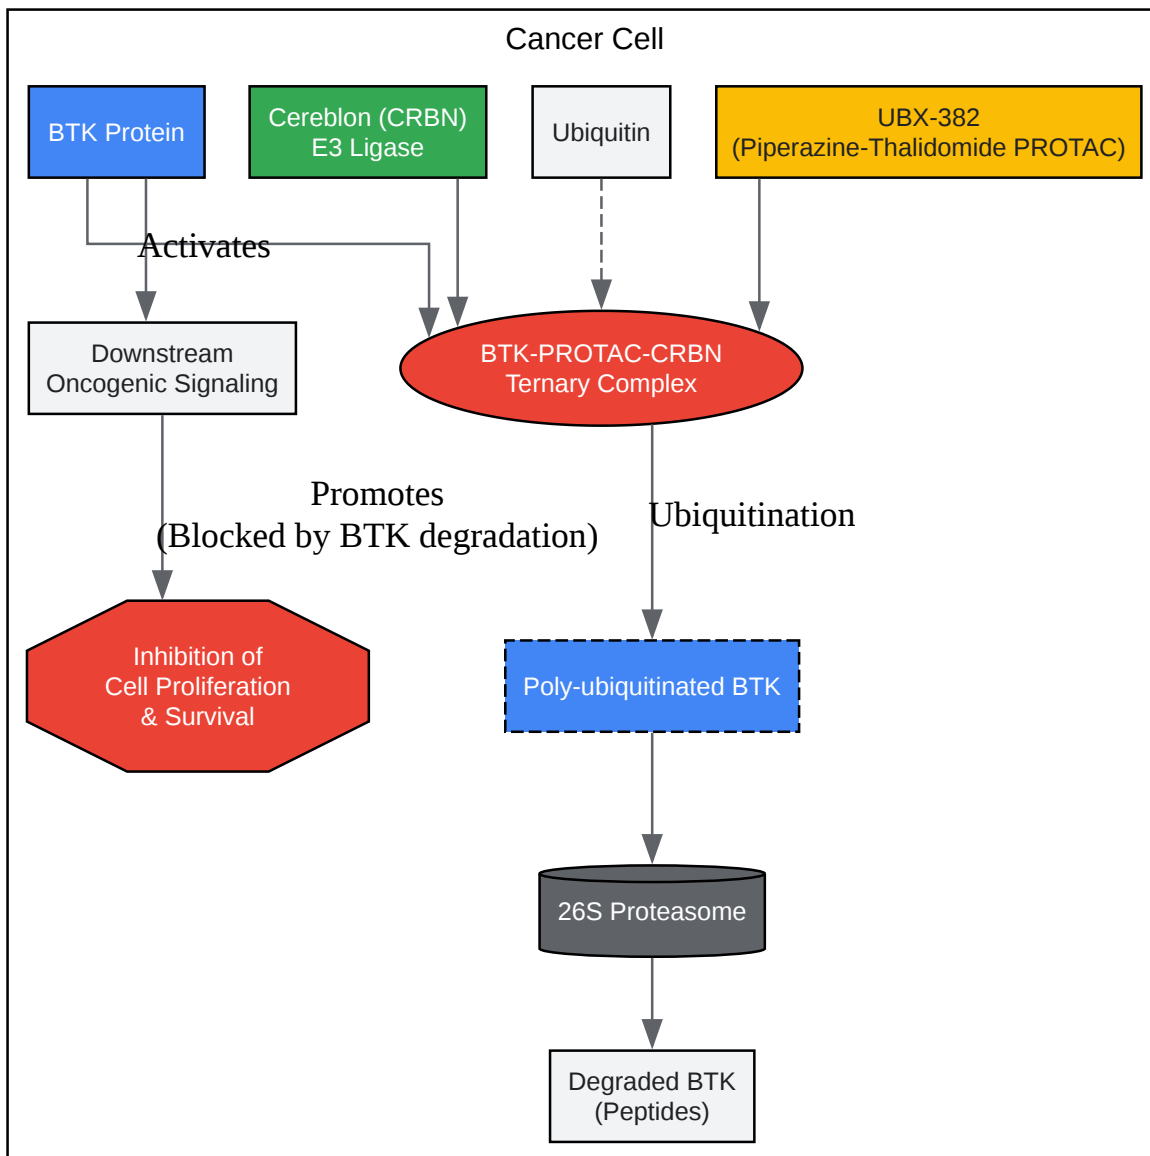 Cancer Cell
BTK Protein
Cereblon (CRBN)
E3 Ligase
Ubiquitin
UBX-382
(Piperazine-Thalidomide PROTAC)
Activates
Downstream
Oncogenic Signaling
BTK-PROTAC-CRBN
Ternary Complex
Promotes
(Blocked by BTK degradation)
Ubiquitination
Inhibition of
Cell Proliferation
& Survival
Poly-ubiquitinated BTK
26S Proteasome
Degraded BTK
(Peptides)